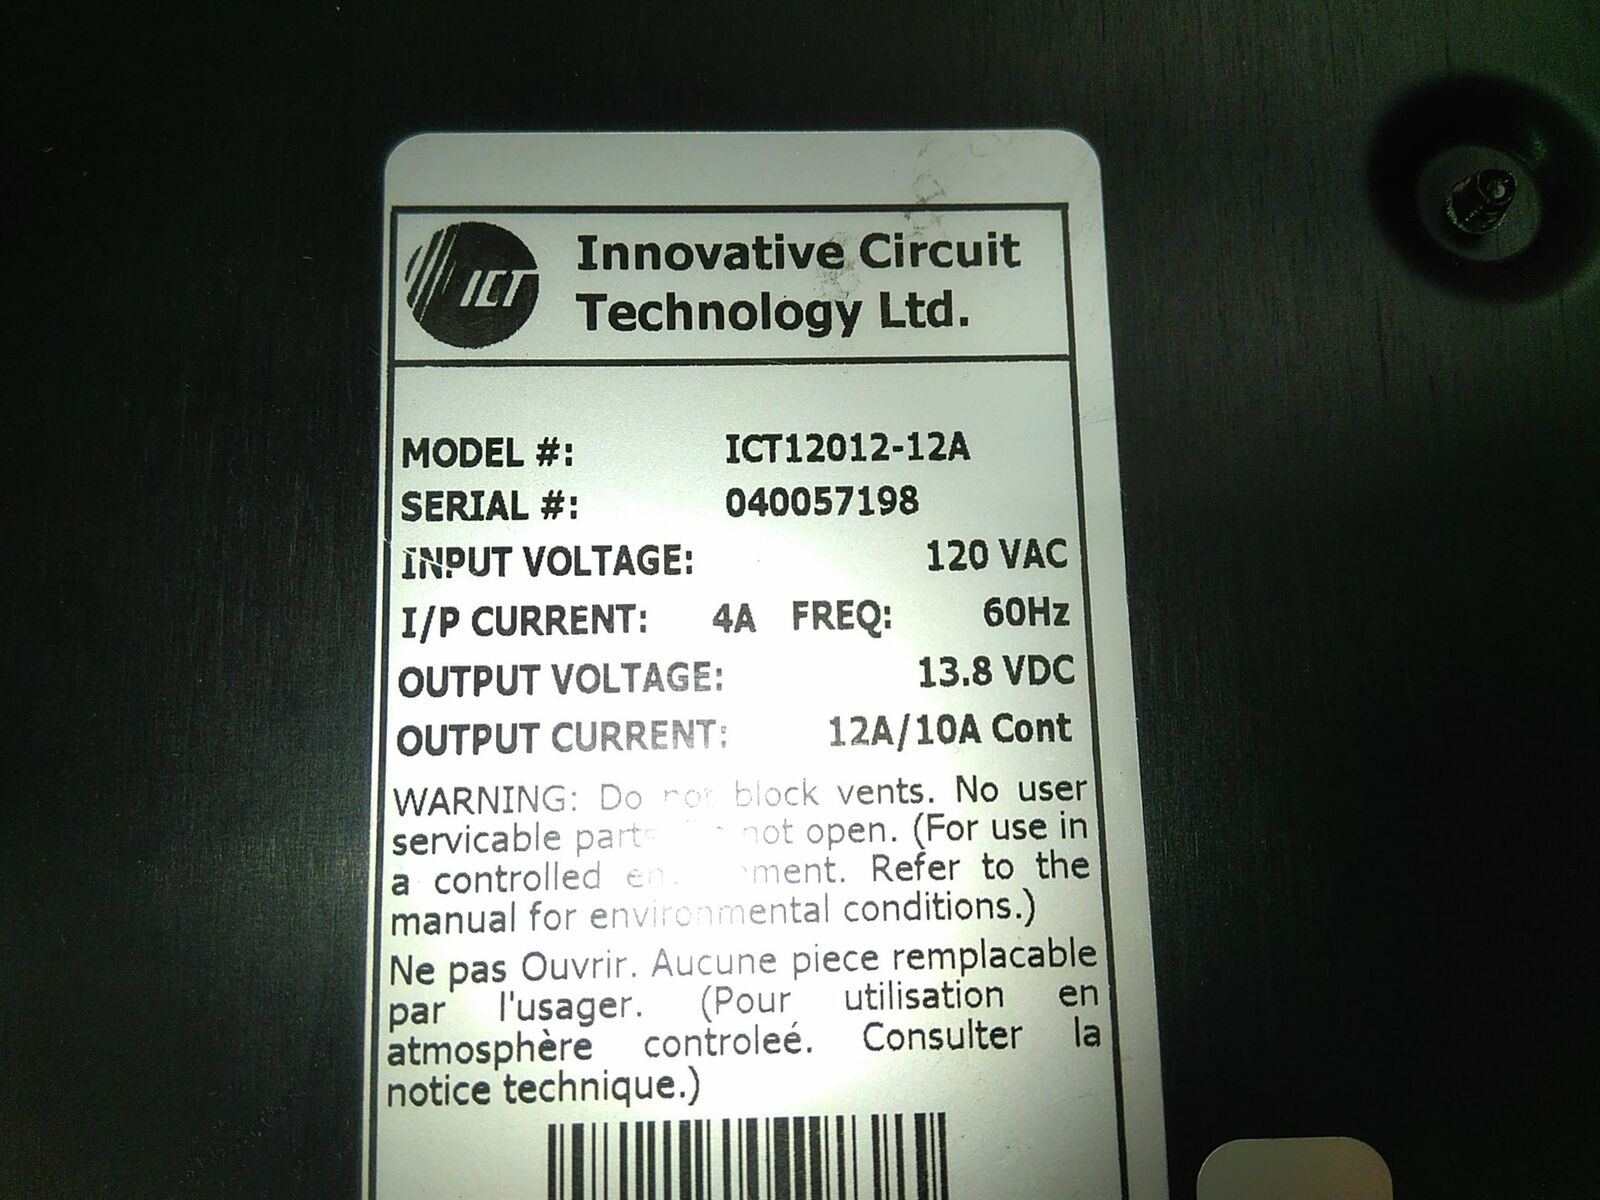 ICT
Innovative Circuit
Technology Ltd.
MODEL #: ICT12012-12A
SERIAL #: 040057198
INPUT VOLTAGE: 120 VAC
I/P CURRENT: 4A FREQ: 60Hz
OUTPUT VOLTAGE: 13.8 VDC
OUTPUT CURRENT: 12A/10A Cont
WARNING: Do not block vents. No user
servicable parts not open. (For use in
a controlled Refer to the
manual for environmental conditions.)
Ne pas Ouvrir. Aucune piece remplacable
par l'usager. (Pour utilisation en
atmosphère controleé. Consulter la
notice technique.)